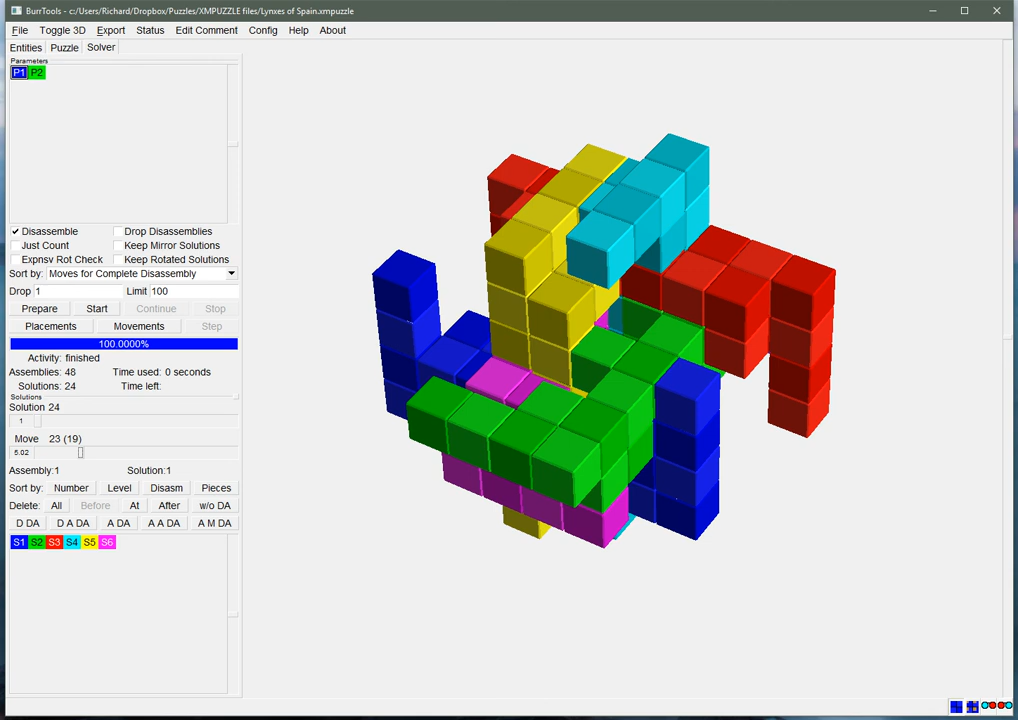 BurrTools - c:/Users/Richard/Dropbox/Puzzles/XMPUZZLE files/Lynxes of Spain.xmpuzzle
File Toggle 3D Export Status Edit Comment Config Help About
Entities Puzzle Solver
Parameters
P1 P2
Disassemble Drop Disassemblies
Just Count Keep Mirror Solutions
Expnsv Rot Check Keep Rotated Solutions
Sort by: Moves for Complete Disassembly
Drop 1 Limit 100
Prepare Start Continue Stop
Placements Movements Step
100.0000%
Activity: finished
Assemblies: 48 Time used: 0 seconds
Solutions: 24 Time left:
Solutions
Solution 24
1
Move 23 (19)
5.02
Assembly:1 Solution:1
Sort by: Number Level Disasm Pieces
Delete: All Before At After w/o DA
D DA D A DA A DA A A DA A M DA
S1 S2 S3 S4 S5 S6